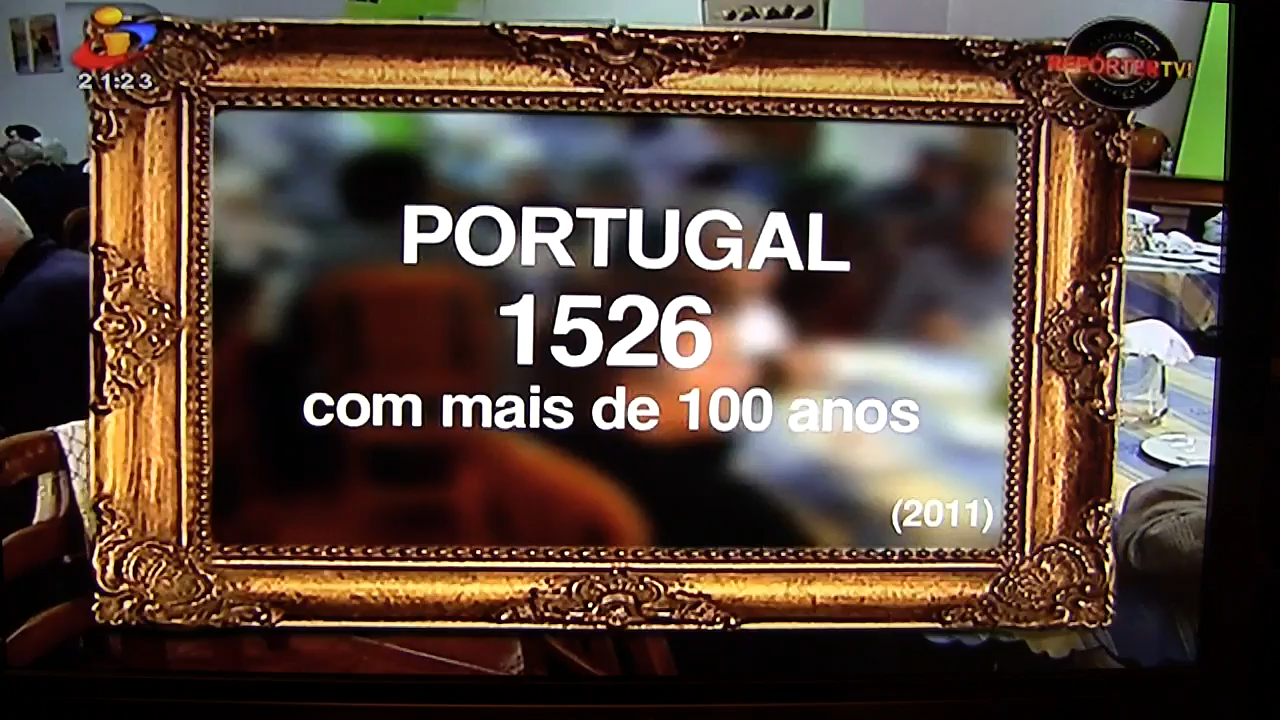 21:23
REPÓRTER TVI
PORTUGAL
1526
com mais de 100 anos
(2011)